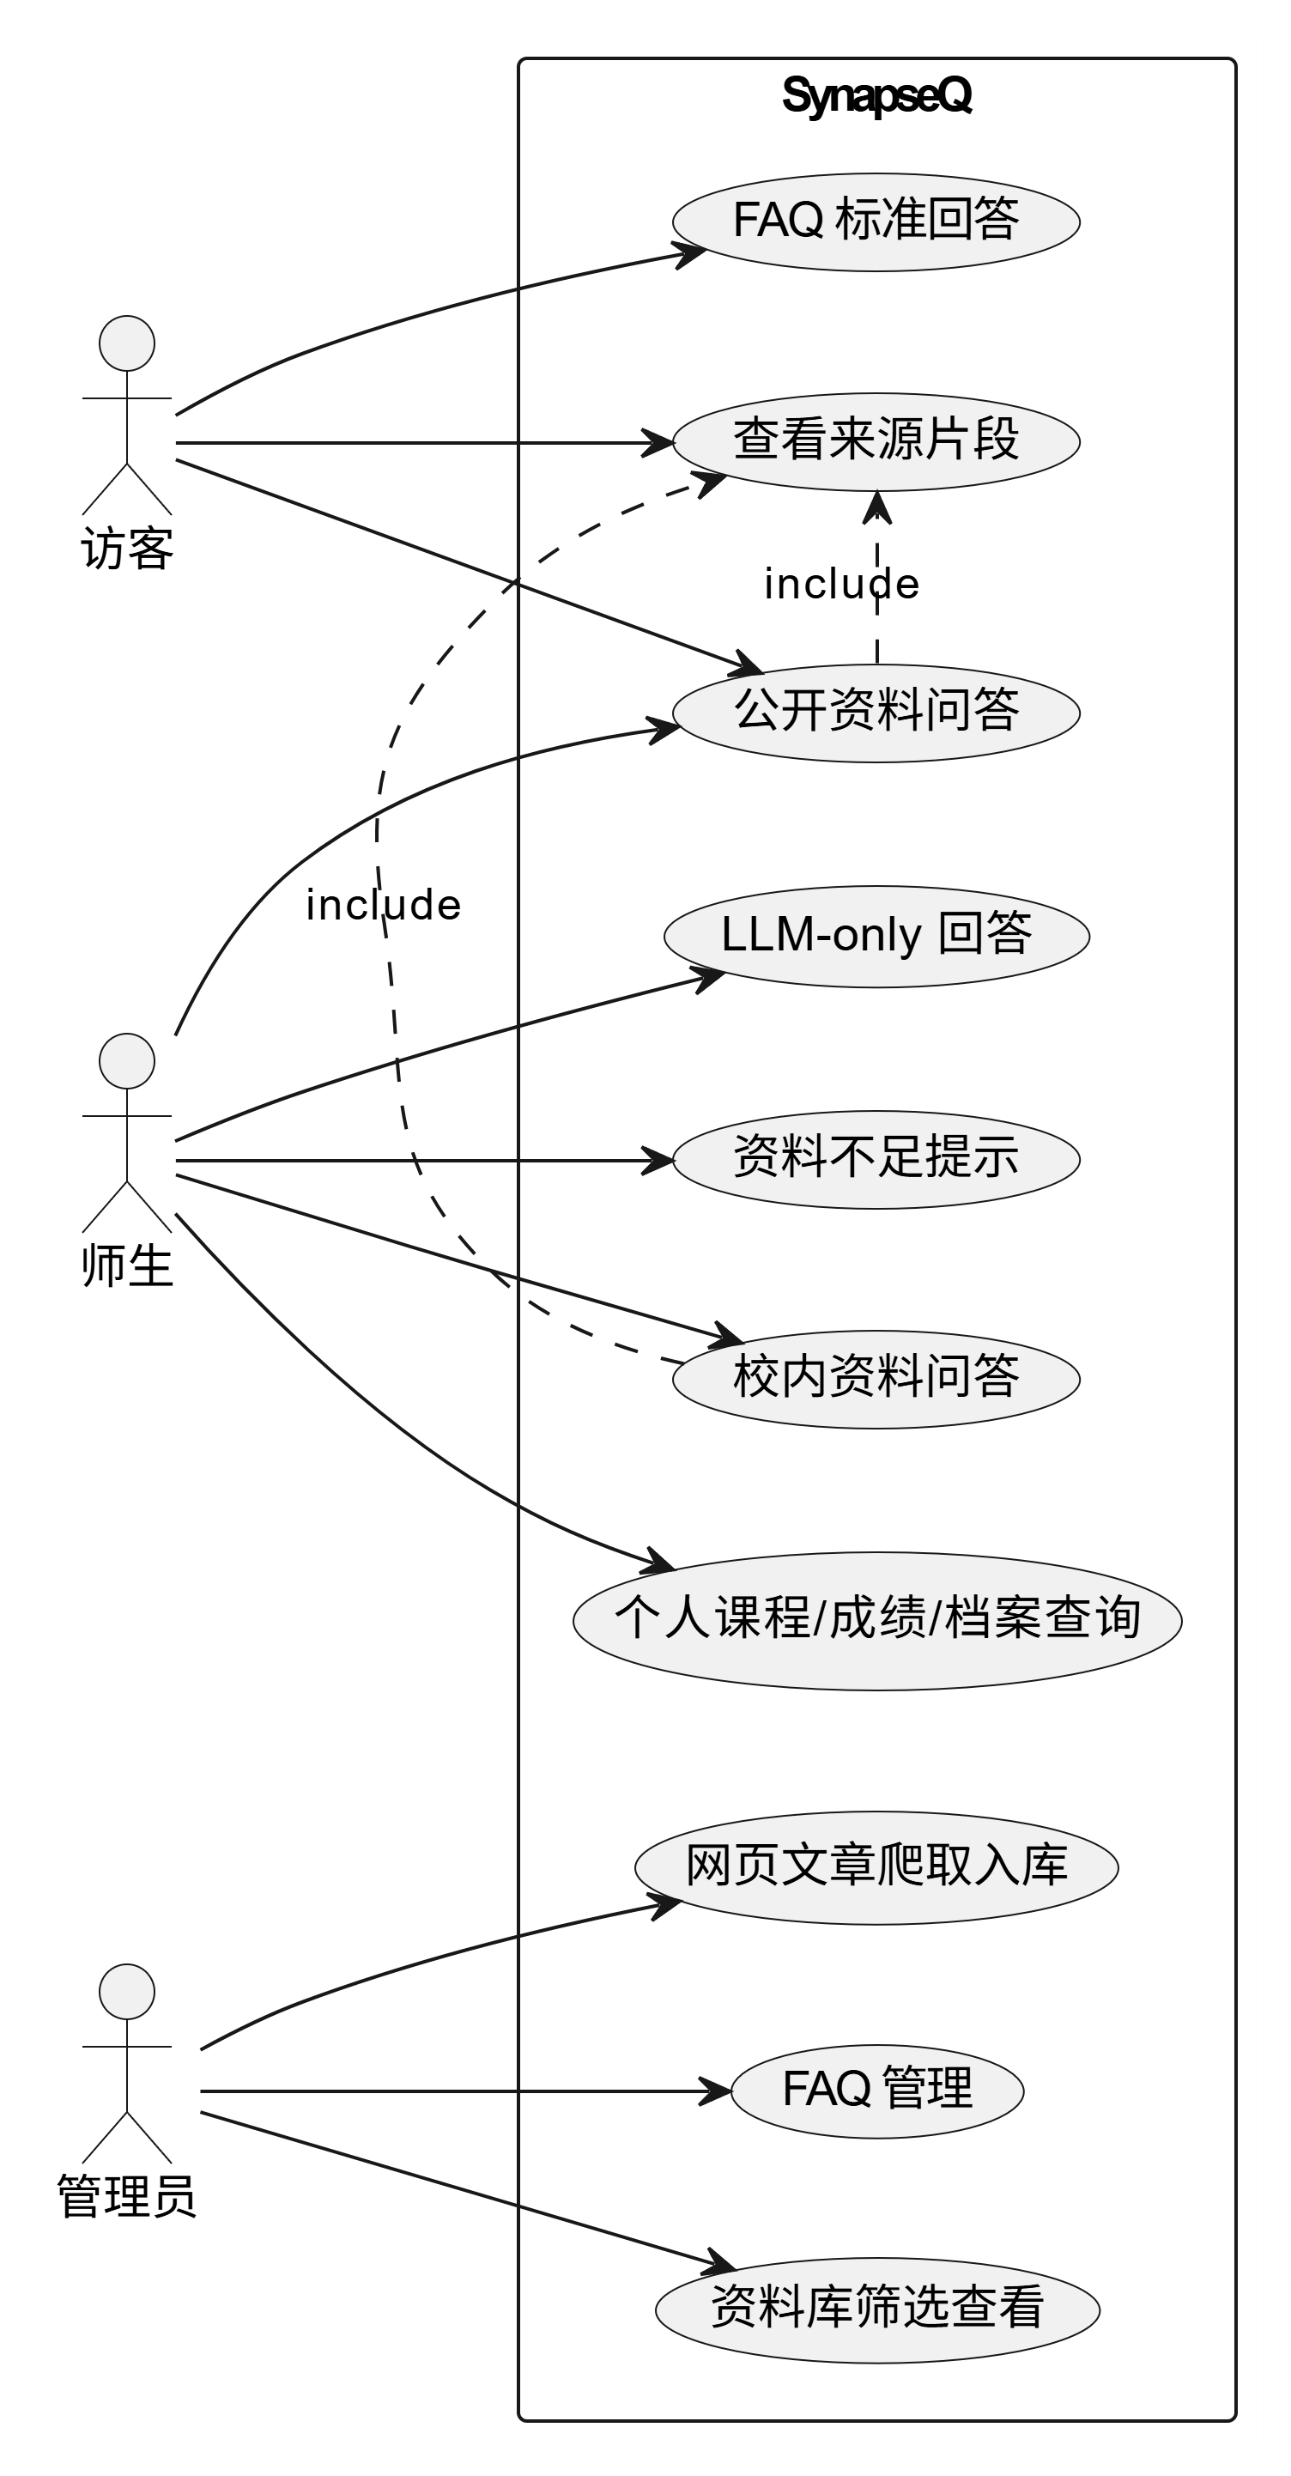 SynapseQ
FAQ 标准回答
查看来源片段
访客
include
公开资料问答
include
LLM-only 回答
资料不足提示
师生
校内资料问答
个人课程/成绩/档案查询
网页文章爬取入库
FAQ 管理
管理员
资料库筛选查看